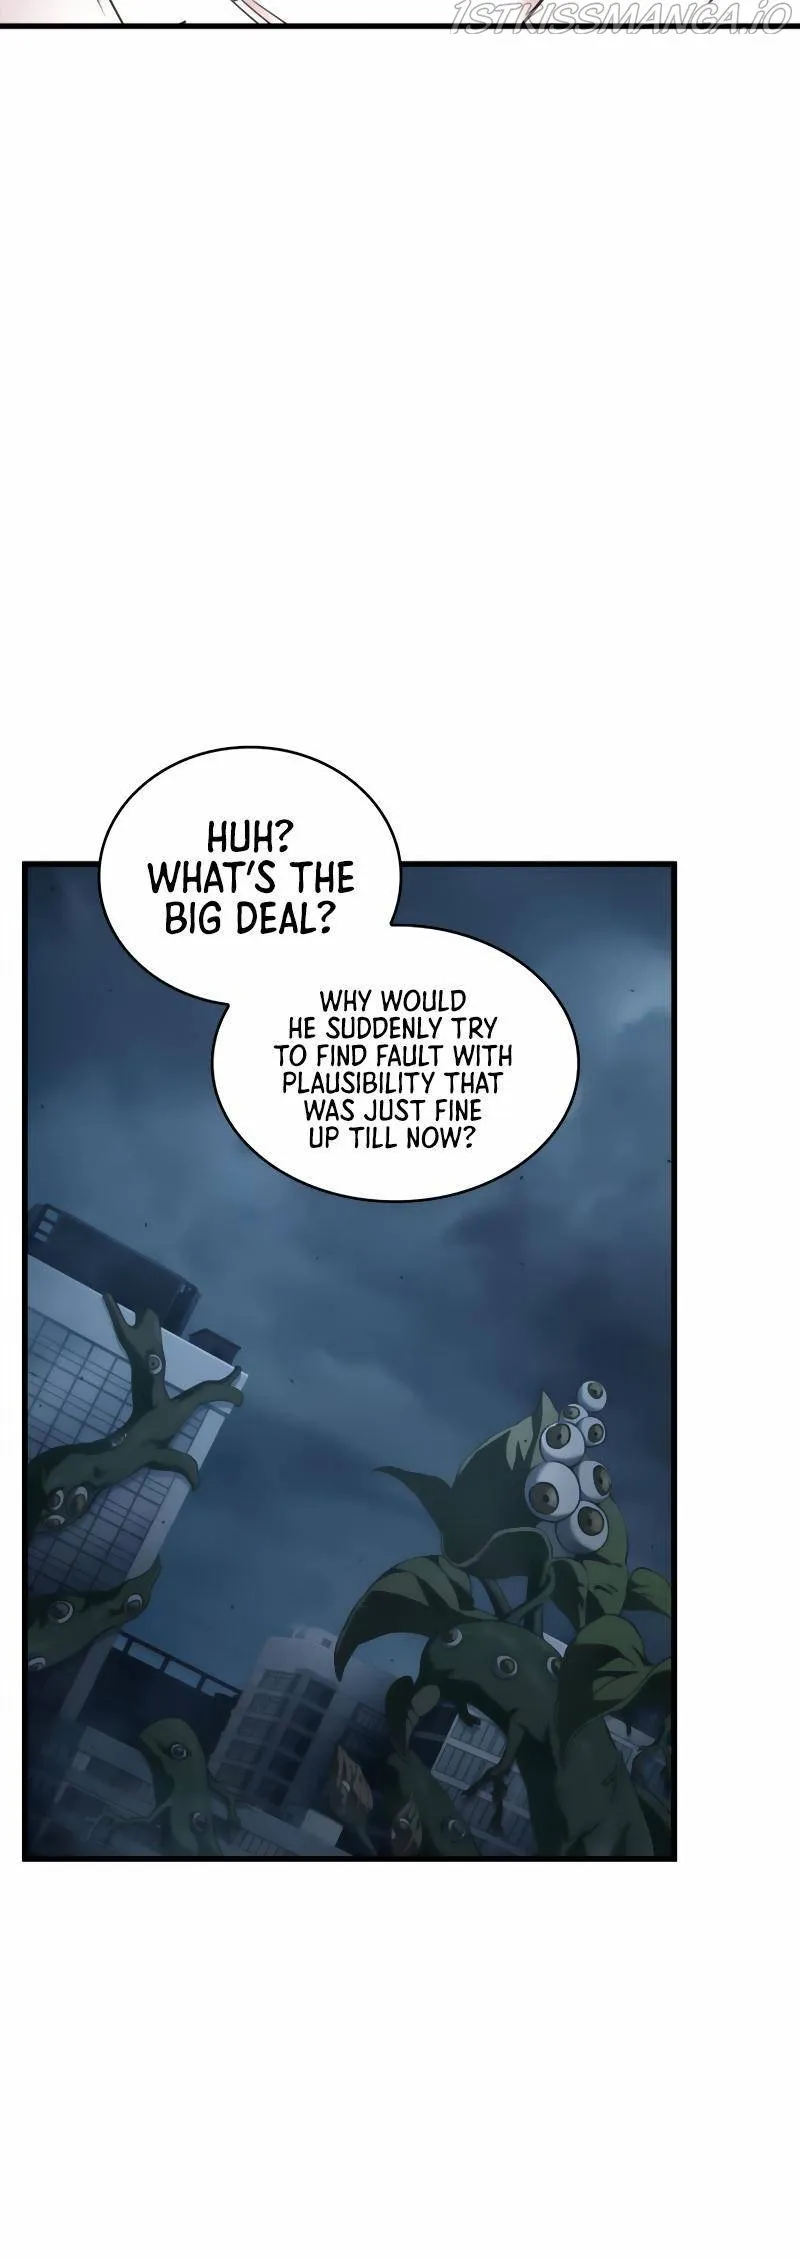 1STKISSMANGA.IO
HUH?
WHAT'S THE
BIG DEAL?
WHY WOULD
HE SUDDENLY TRY
TO FIND FAULT WITH
PLAUSIBILITY THAT
WAS JUST FINE
UP TILL NOW?